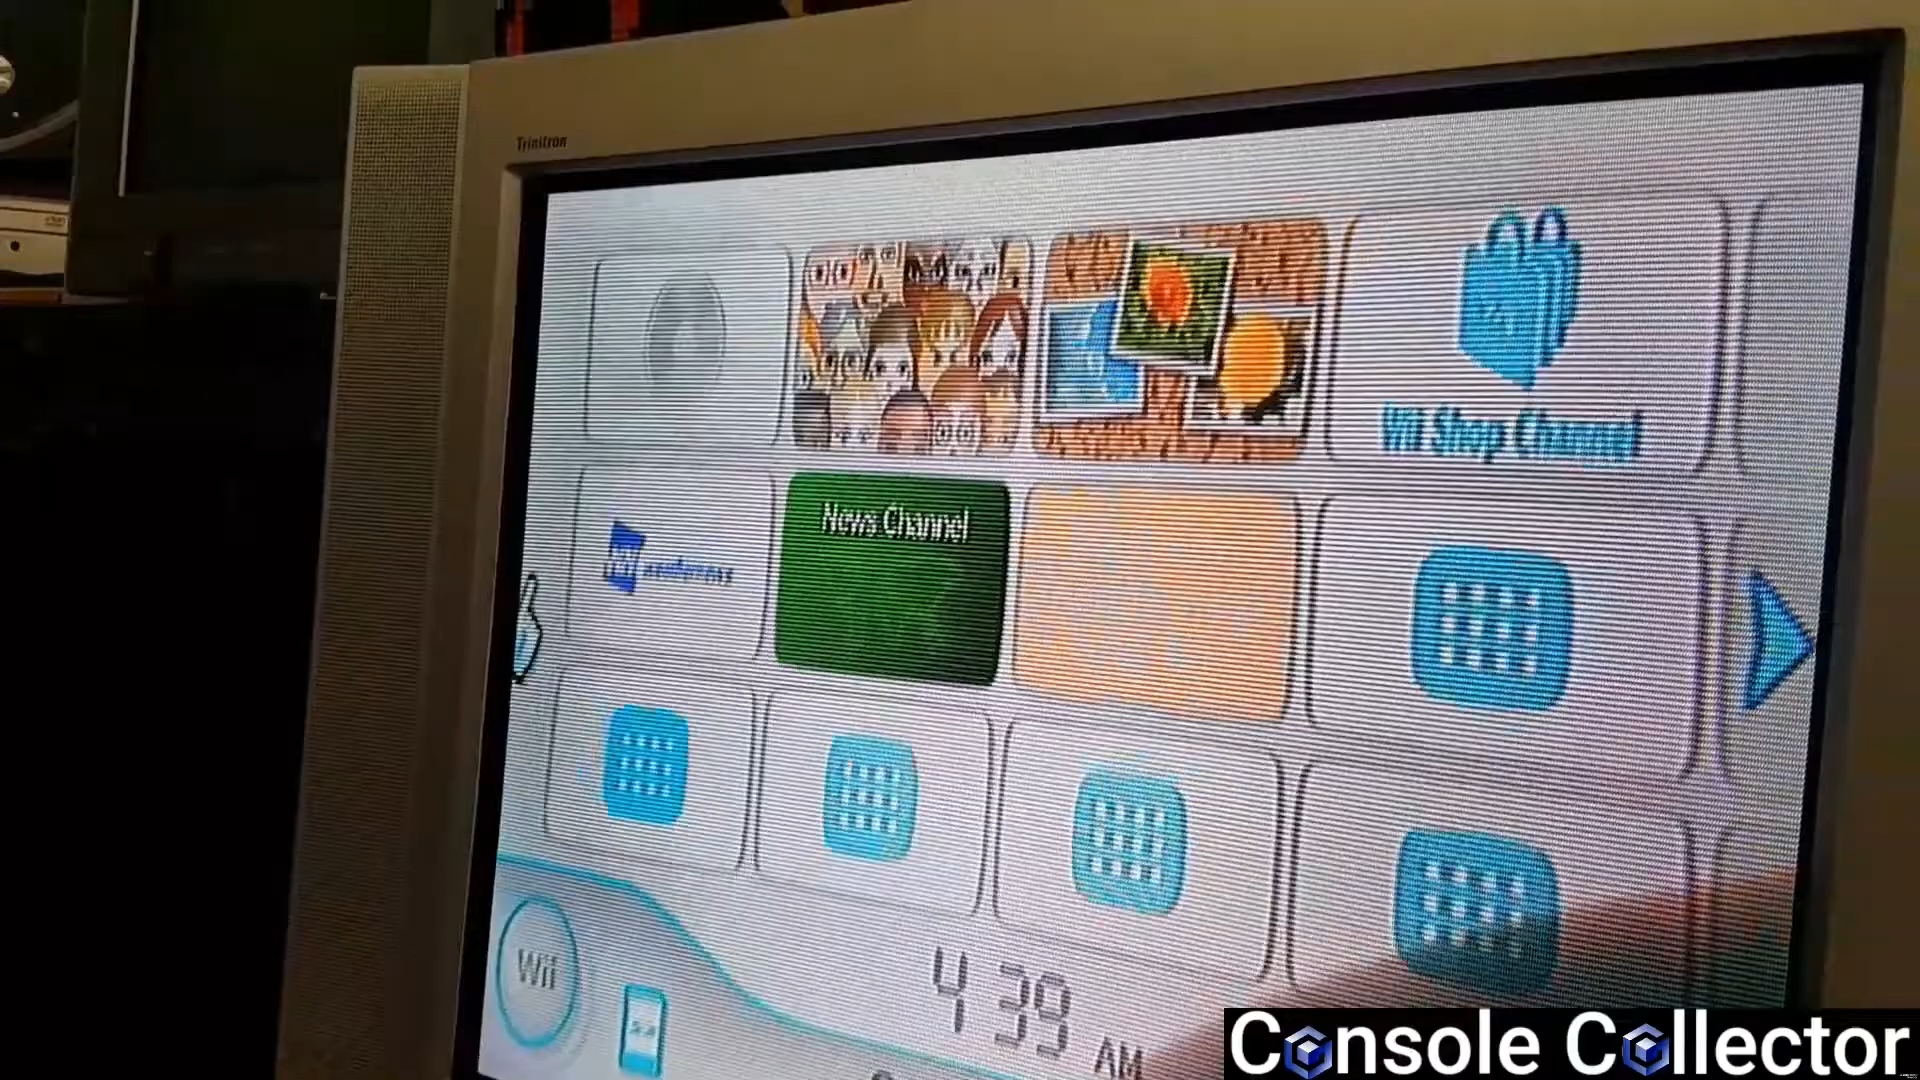 Trinitron
Wii Shop Channel
News Channel
Wii
4 39 AM
Console Collector